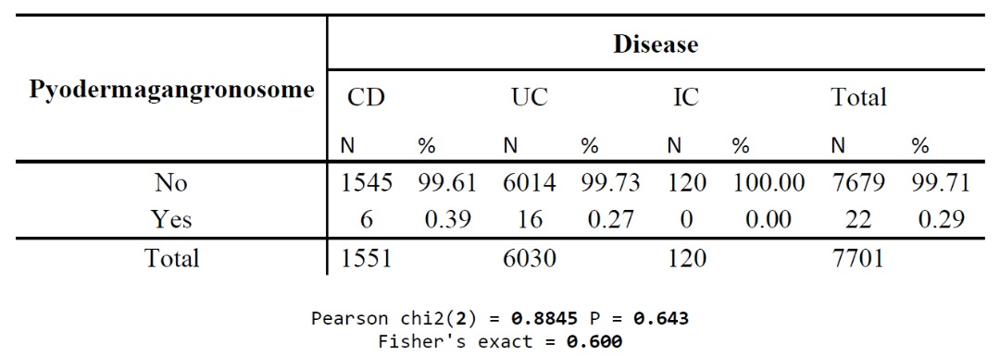 Disease
Pyodermagangronosome
CD UC IC Total
N % N % N % N %
No 1545 99.61 6014 99.73 120 100.00 7679 99.71
Yes 6 0.39 16 0.27 0 0.00 22 0.29
Total 1551 6030 120 7701
Pearson chi2(2) = 0.8845 P = 0.643
Fisher's exact = 0.600